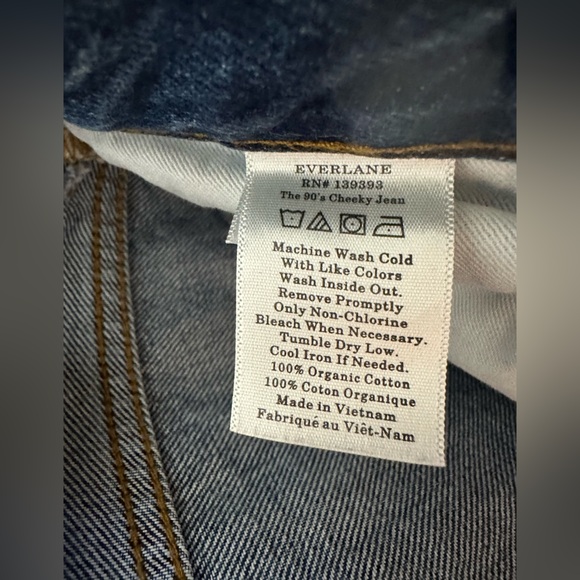 EVERLANE
RN# 139393
The 90's Cheeky Jean
Machine Wash Cold
With Like Colors
Wash Inside Out.
Remove Promptly
Only Non-Chlorine
Bleach When Necessary.
Tumble Dry Low.
Cool Iron If Needed.
100% Organic Cotton
100% Coton Organique
Made in Vietnam
Fabriqué au Viêt-Nam